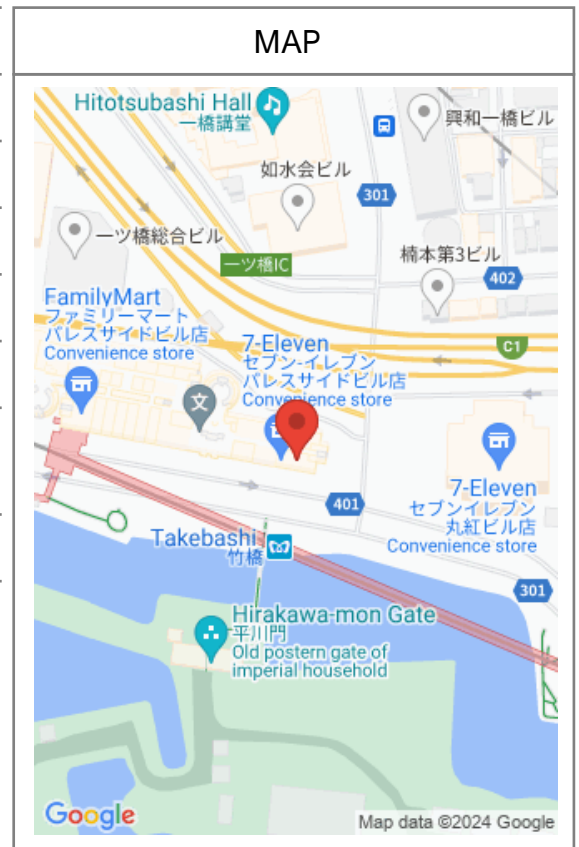 MAP
Hitotsubashi Hall
一橋講堂
興和一橋ビル
如水会ビル
301
一ツ橋総合ビル
楠本第3ビル
一ツ橋IC
402
FamilyMart
ファミリーマート
パレスサイドビル店
Convenience store
7-Eleven
セブン-イレブン
パレスサイドビル店
Convenience store
C1
文
401
7-Eleven
セブンイレブン
丸紅ビル店
Convenience store
Takebashi
竹橋
301
Hirakawa-mon Gate
平川門
Old postern gate of
imperial household
Google
Map data ©2024 Google